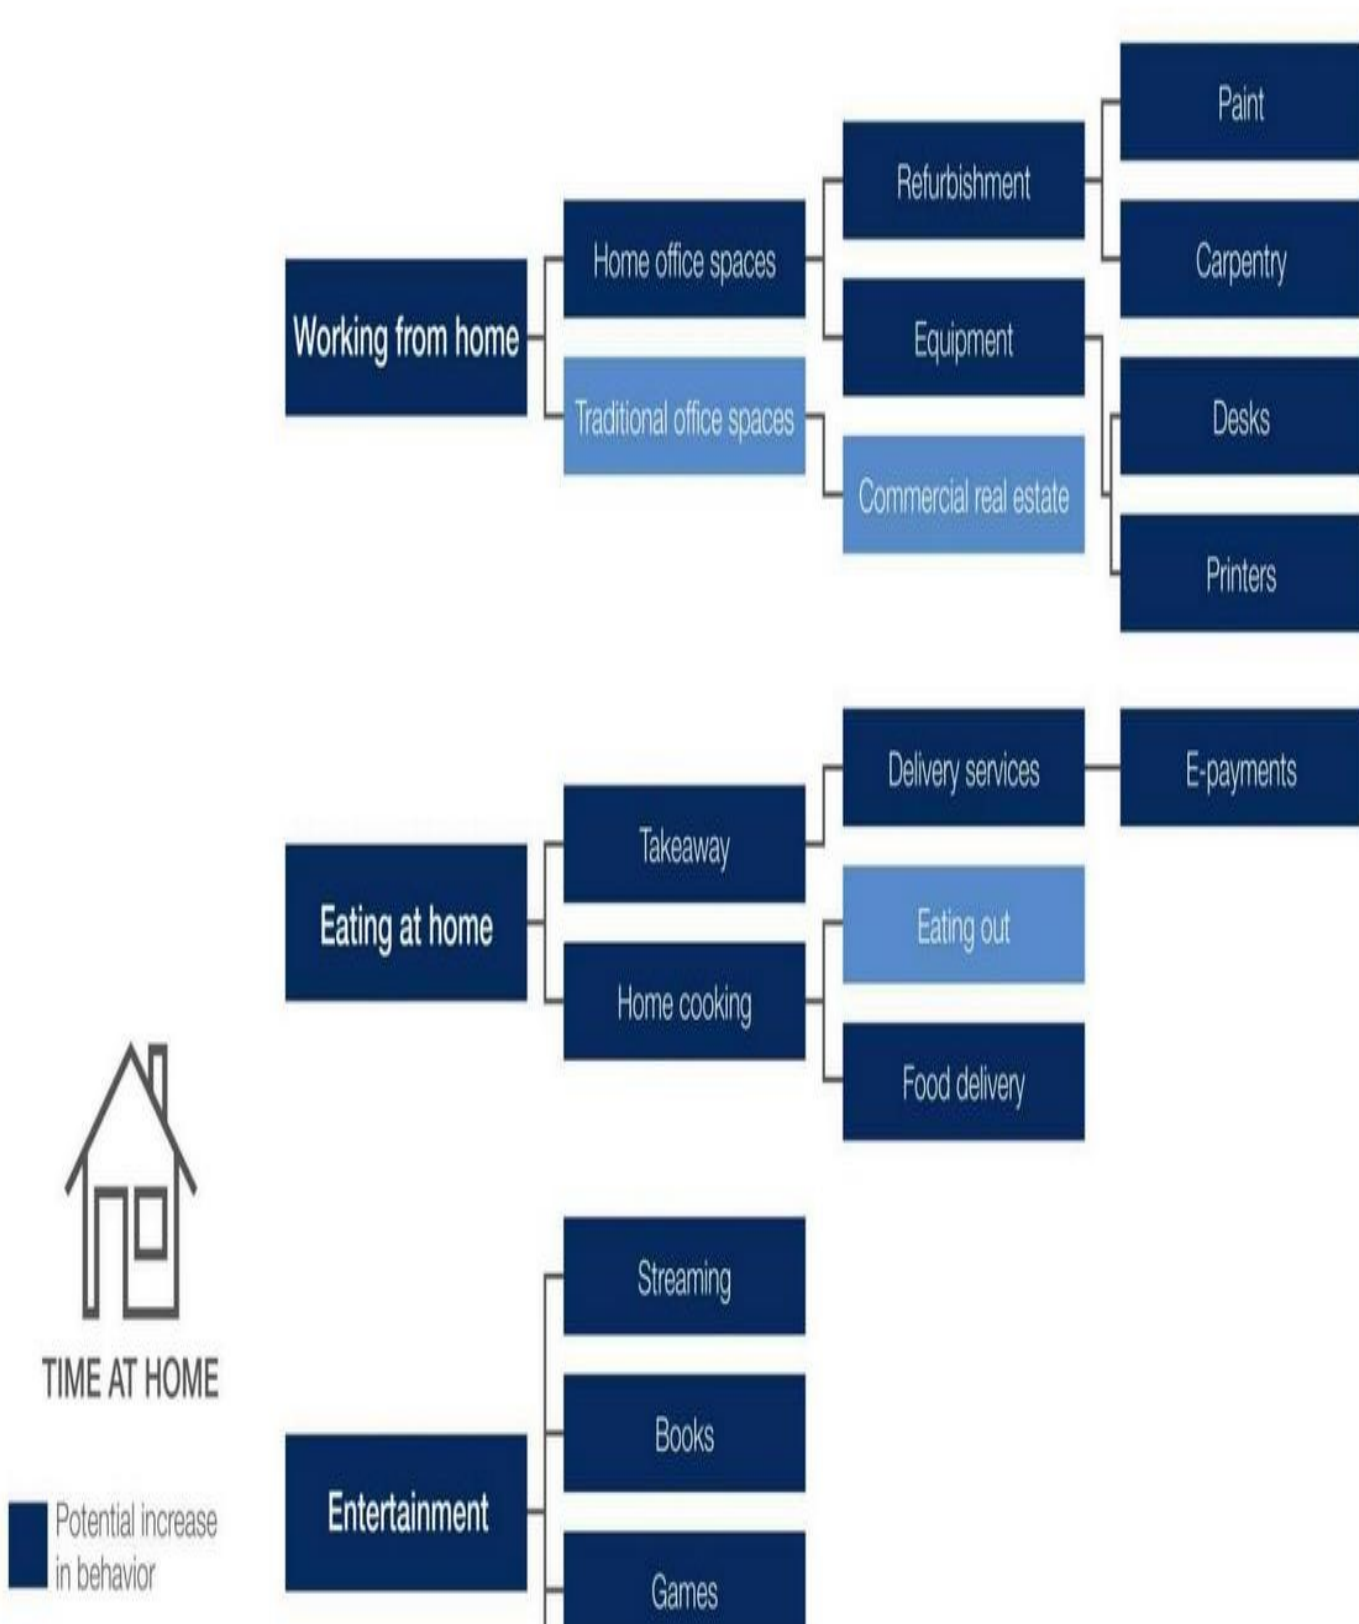 Paint
Refurbishment
Home office spaces
Carpentry
Working from home
Equipment
Traditional office spaces
Desks
Commercial real estate
Printers
Delivery services
E-payments
Takeaway
Eating at home
Eating out
Home cooking
Food delivery
Streaming
TIME AT HOME
Books
Entertainment
Potential increase
in behavior
Games